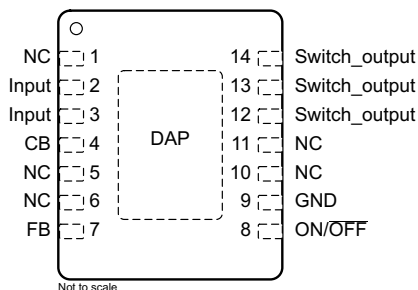 NC 1
Input 2
Input 3
CB 4
NC 5
NC 6
FB 7
DAP
14 Switch_output
13 Switch_output
12 Switch_output
11 NC
10 NC
9 GND
8 ON/OFF
Not to scale